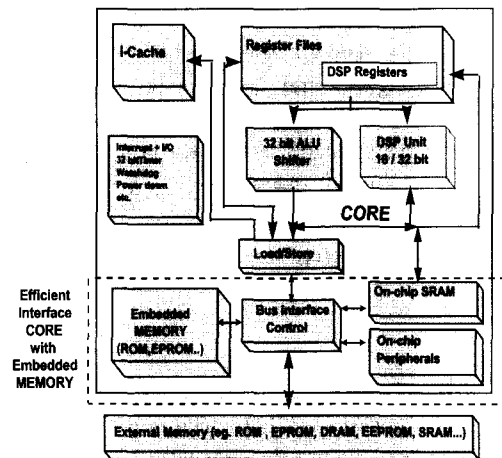 I-Cache
Register Files
DSP Registers
Interrupt + I/O
32 bitTimer
Watchdog
Power down
etc.
32 bit ALU
Shifter
DSP Unit
16 / 32 bit
CORE
Load/Store
Efficient
Interface
CORE
with
Embedded
MEMORY
Embedded
MEMORY
(ROM,EPROM..)
Bus Interface
Control
On-chip SRAM
On-chip
Peripherals
External Memory (eg. ROM , EPROM, DRAM, EEPROM, SRAM...)